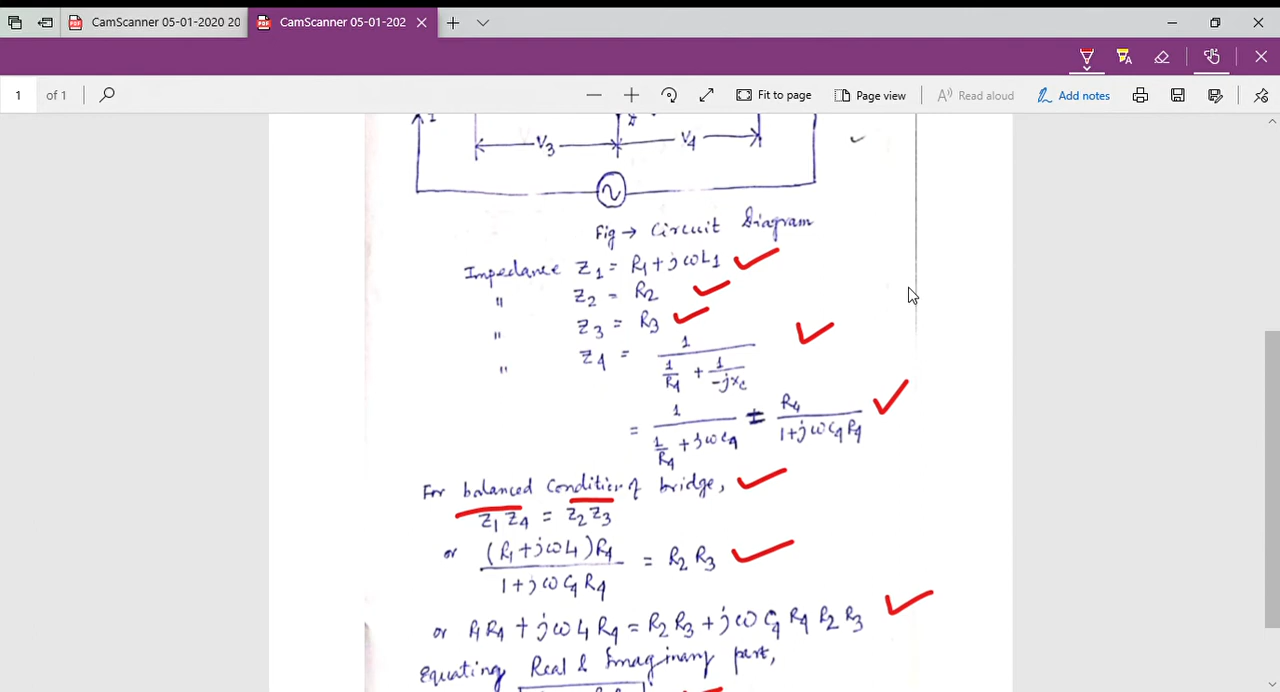 CamScanner 05-01-2020 20
CamScanner 05-01-202
1 of 1
Fit to page
Page view
Read aloud
Add notes
I
V3
V4
Fig → Circuit Diagram
Impedance Z1 = R1 + jωL1
" Z2 = R2
" Z3 = R3
" Z4 = 1 / (1/R4 + 1/-jXc)
= 1 / (1/R4 + jωC4) = R4 / (1+jωC4R4)
For balanced Condition of bridge,
Z1 Z4 = Z2 Z3
or (R1+jωL1)R4 / (1+jωC4R4) = R2 R3
or R1R4 + jωL1R4 = R2R3 + jωC4R4R2R3
Equating Real & Imaginary part,